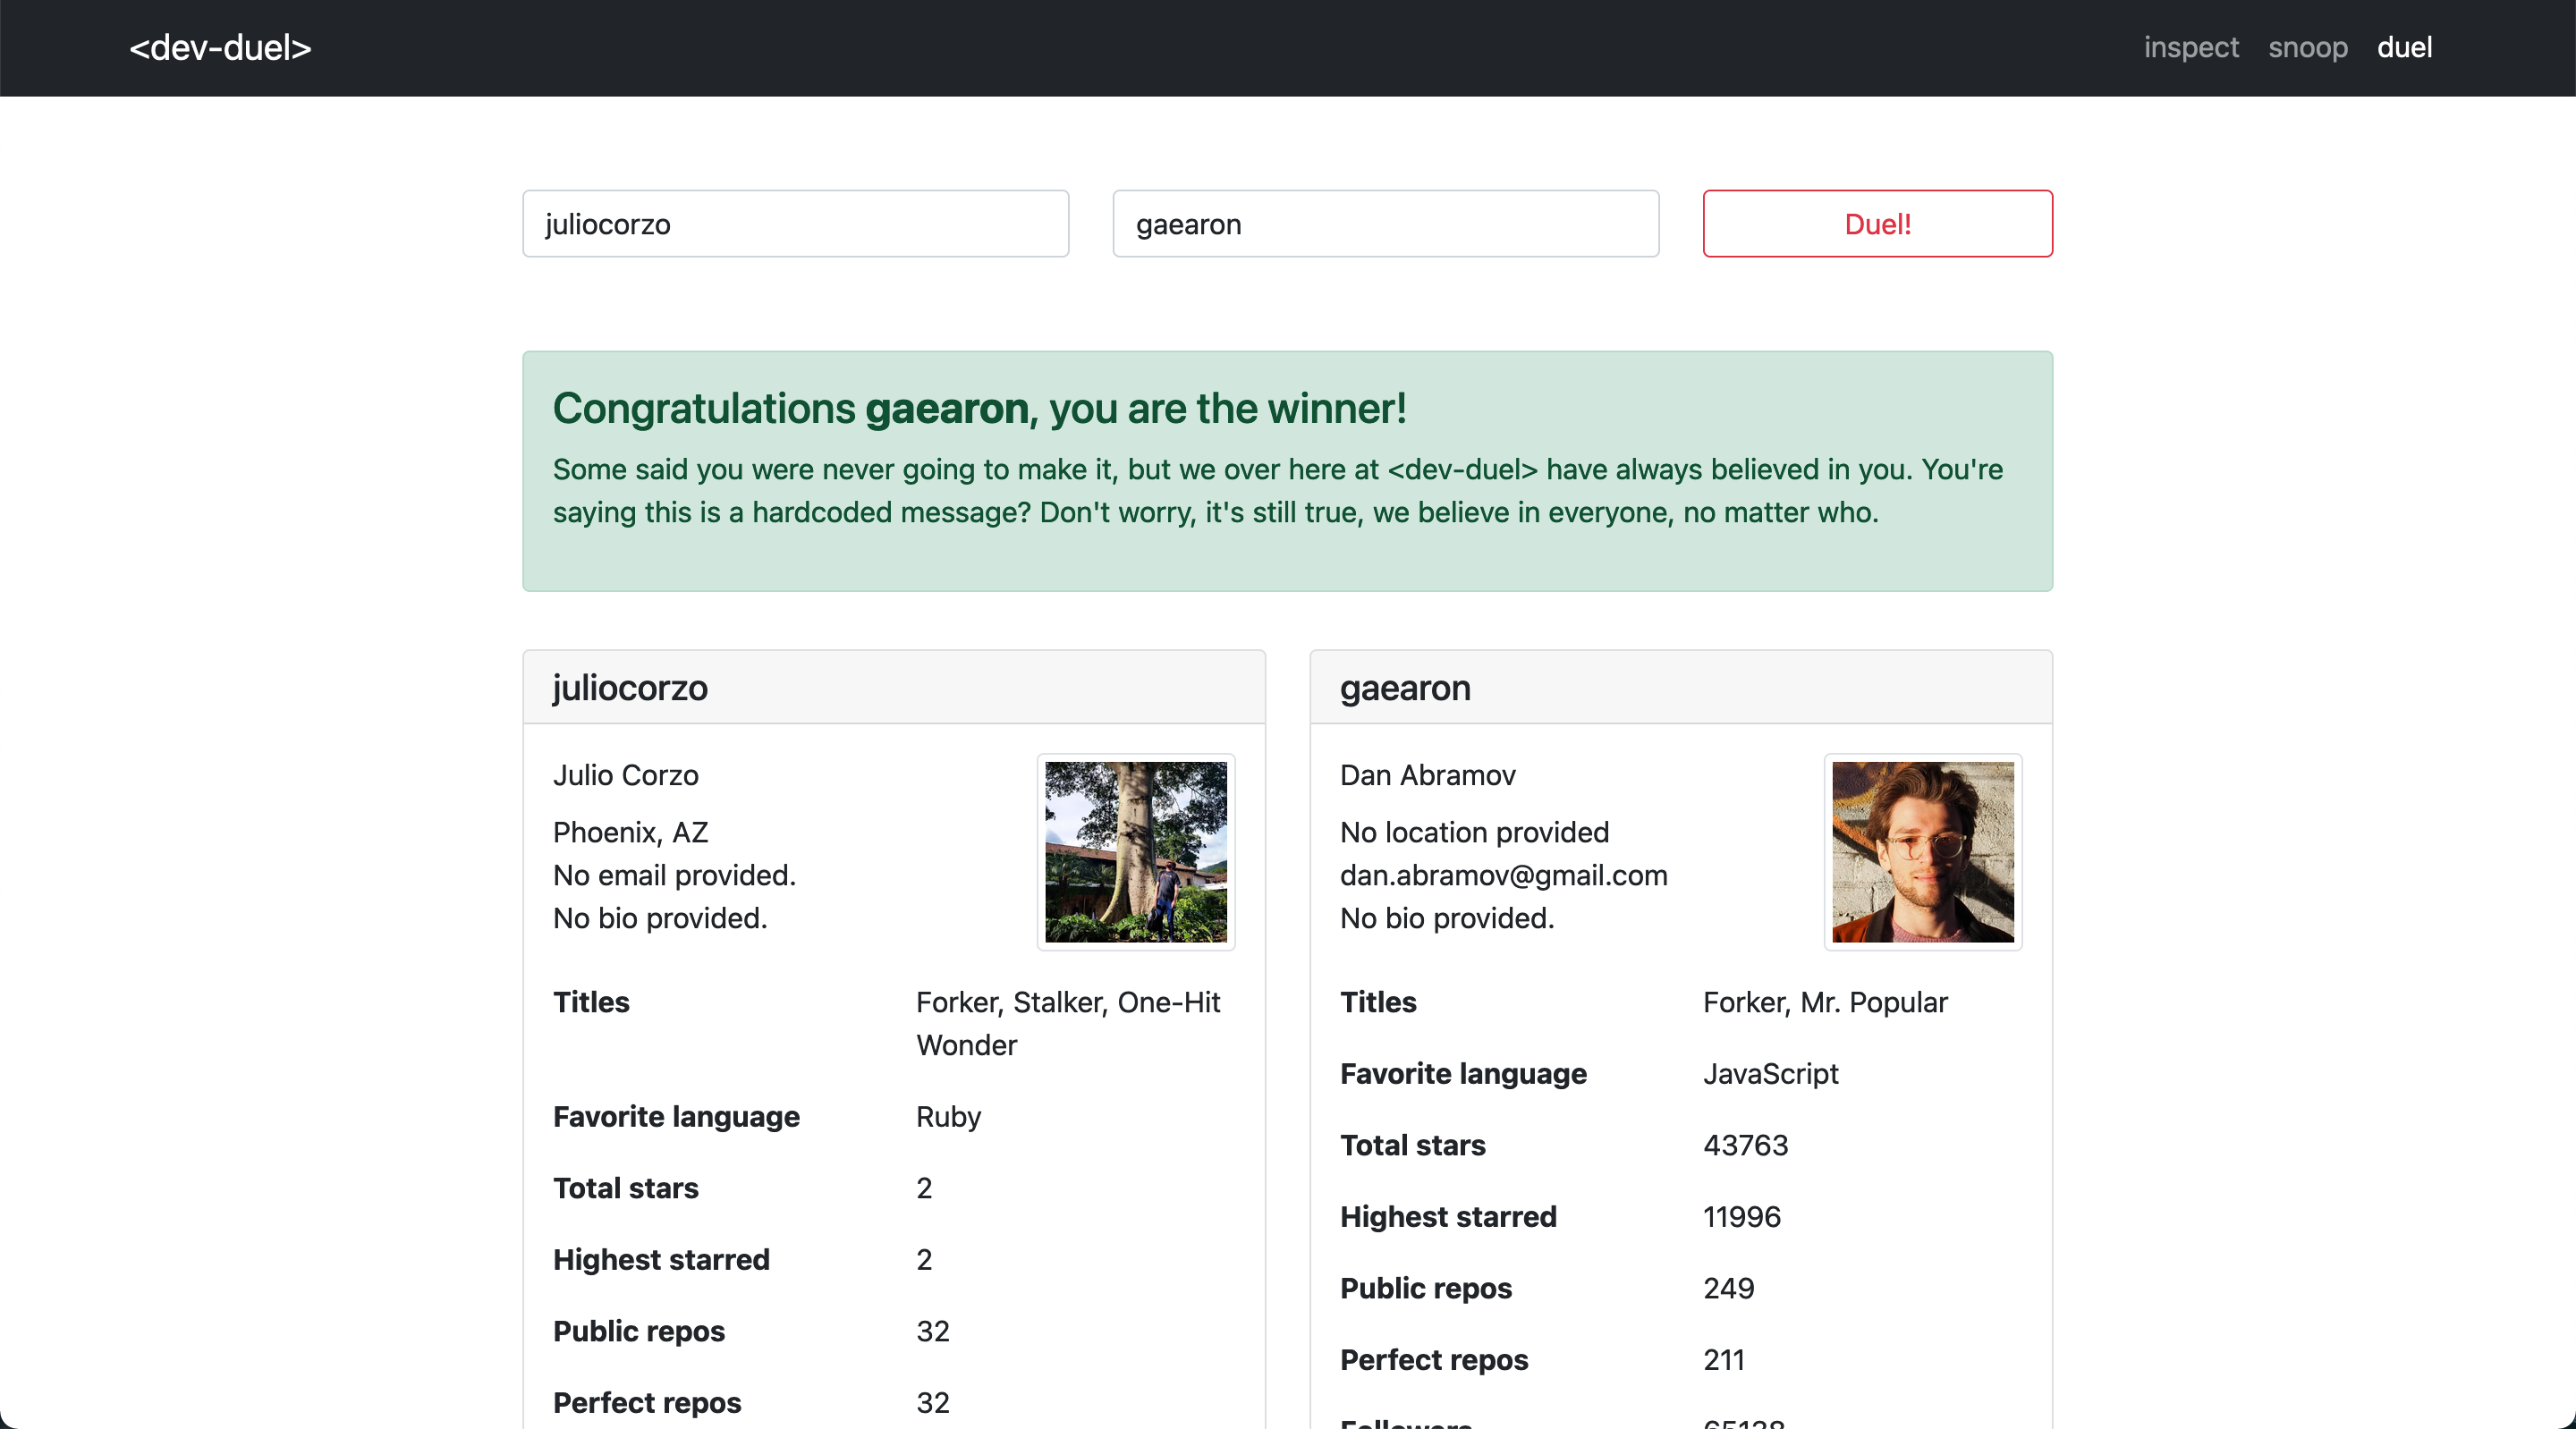 <dev-duel>
inspect snoop duel
juliocorzo
gaearon
Duel!
Congratulations gaearon, you are the winner!
Some said you were never going to make it, but we over here at <dev-duel> have always believed in you. You're
saying this is a hardcoded message? Don't worry, it's still true, we believe in everyone, no matter who.
juliocorzo
Julio Corzo
Phoenix, AZ
No email provided.
No bio provided.
Titles Forker, Stalker, One-Hit
Wonder
Favorite language Ruby
Total stars 2
Highest starred 2
Public repos 32
Perfect repos 32
gaearon
Dan Abramov
No location provided
dan.abramov@gmail.com
No bio provided.
Titles Forker, Mr. Popular
Favorite language JavaScript
Total stars 43763
Highest starred 11996
Public repos 249
Perfect repos 211